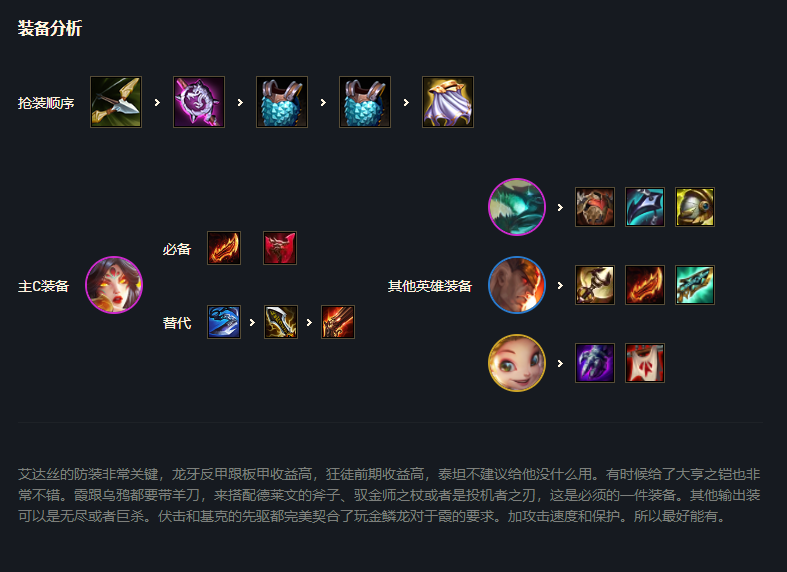 装备分析
抢装顺序
必备
主C装备
其他英雄装备
替代
艾达丝的防装非常关键，龙牙反甲跟板甲收益高，狂徒前期收益高，泰坦不建议给他没什么用。有时候给了大亨之铠也非
常不错。霞跟乌鸦都要带羊刀，来搭配德莱文的斧子、驭金师之杖或者是投机者之刃，这是必须的一件装备。其他输出装
可以是无尽或者巨杀。伏击和基克的先驱都完美契合了玩金鳞龙对于霞的要求。加攻击速度和保护。所以最好能有。